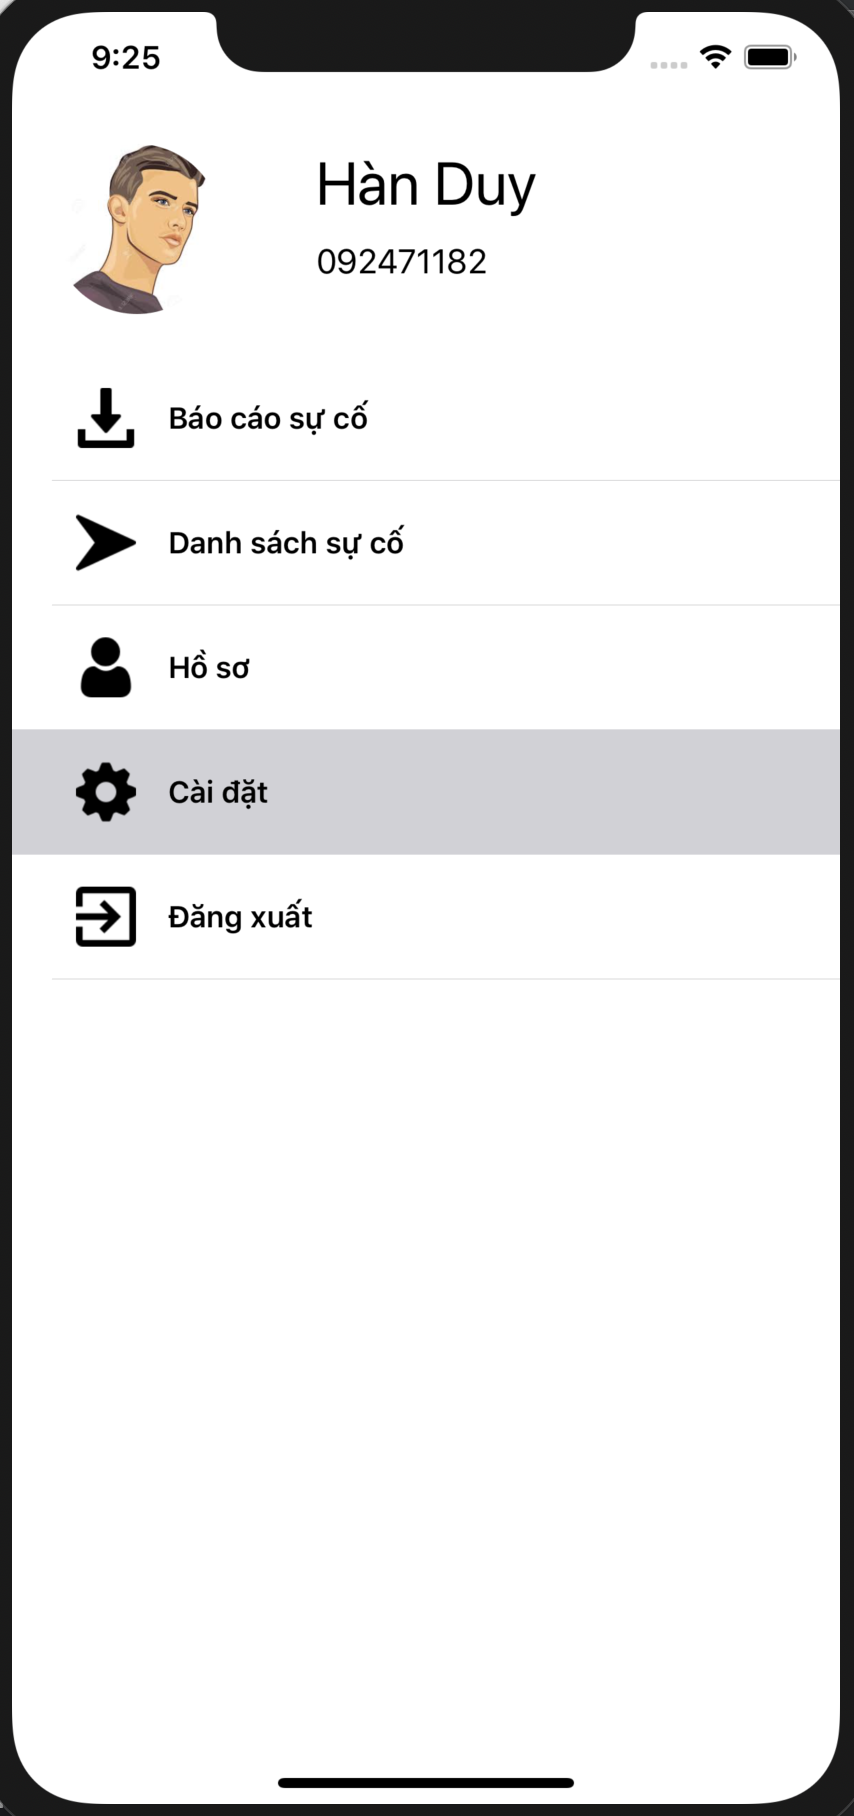 9:25
Hàn Duy
092471182
Báo cáo sự cố
Danh sách sự cố
Hồ sơ
Cài đặt
Đăng xuất